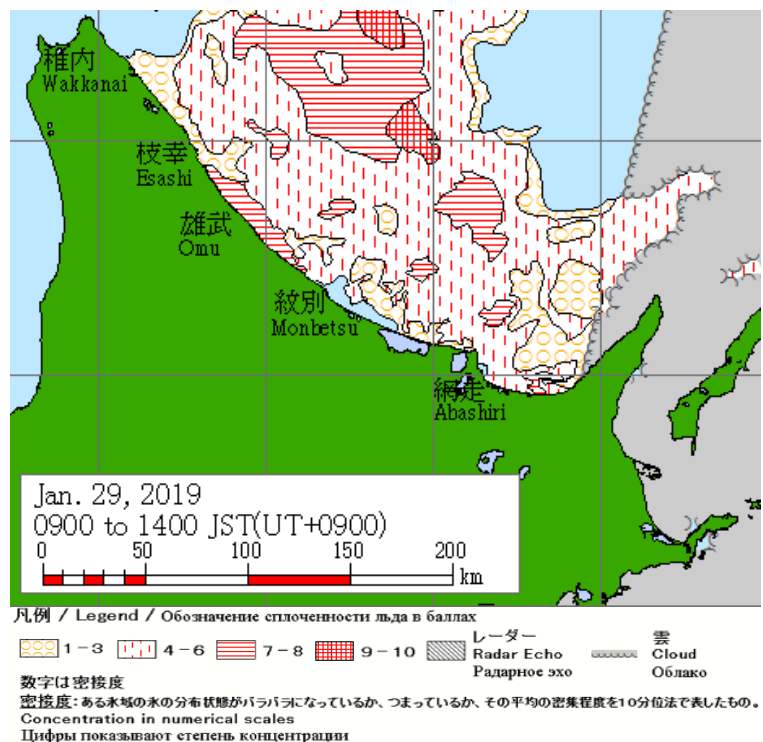 稚内
Wakkanai
枝幸
Esashi
雄武
Omu
紋別
Monbetsu
網走
Abashiri
Jan. 29, 2019
0900 to 1400 JST(UT+0900)
0 50 100 150 200
km
凡例 / Legend / Обозначение сплоченности льда в баллах
1-3 4-6 7-8 9-10 レーダー Radar Echo Радарное эхо 雲 Cloud Облако
数字は密接度
密接度:ある氷域の氷の分布状態がバラバラになっているか、つまっているか、その平均の密集程度を10分位法で表したもの。
Concentration in numerical scales
Цифры показывают степень концентрации